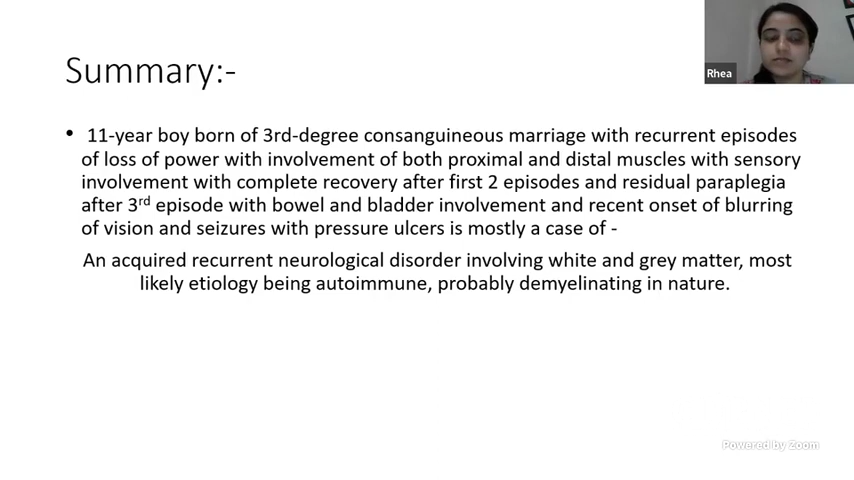 Rhea
Summary:-
• 11-year boy born of 3rd-degree consanguineous marriage with recurrent episodes
of loss of power with involvement of both proximal and distal muscles with sensory
involvement with complete recovery after first 2 episodes and residual paraplegia
after 3rd episode with bowel and bladder involvement and recent onset of blurring
of vision and seizures with pressure ulcers is mostly a case of -
An acquired recurrent neurological disorder involving white and grey matter, most
likely etiology being autoimmune, probably demyelinating in nature.
Powered by Zoom